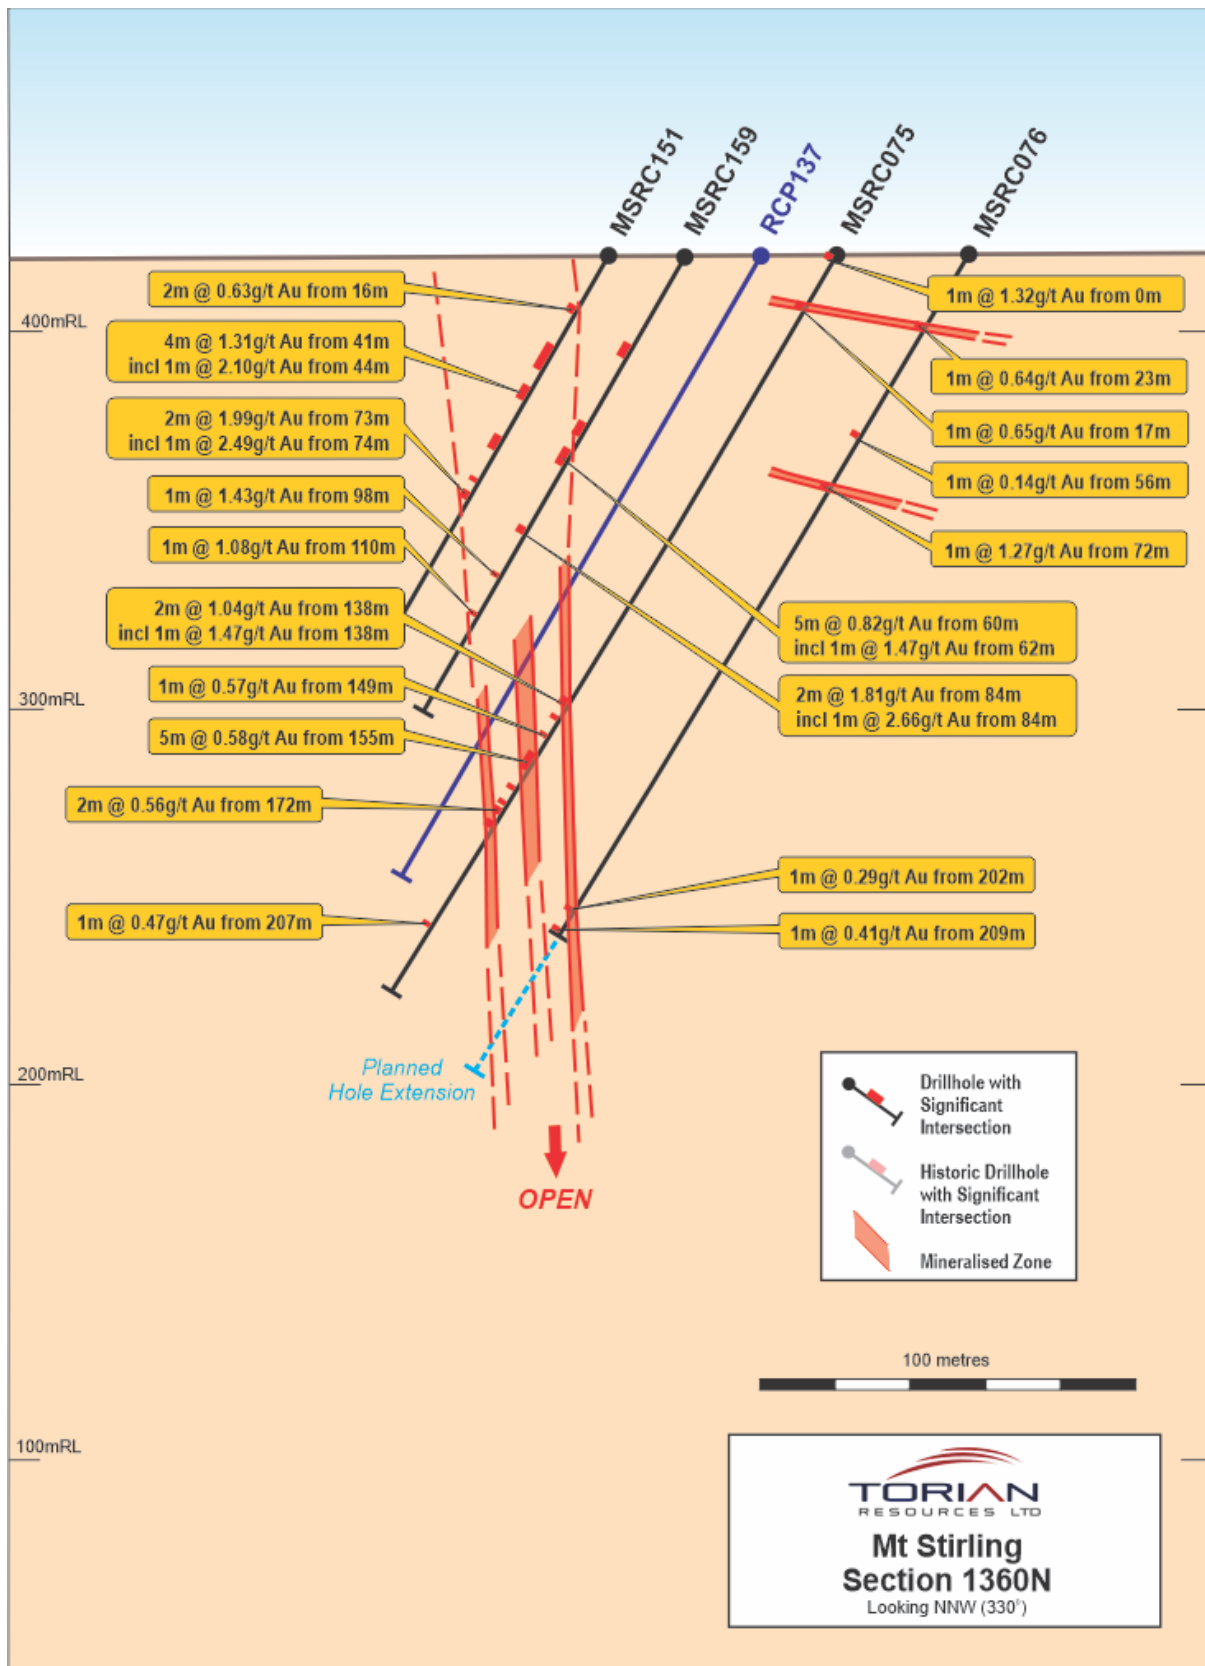 MSRC151
MSRC159
RCP137
MSRC075
MSRC076
2m @ 0.63g/t Au from 16m
1m @ 1.32g/t Au from 0m
400mRL
4m @ 1.31g/t Au from 41m
incl 1m @ 2.10g/t Au from 44m
1m @ 0.64g/t Au from 23m
2m @ 1.99g/t Au from 73m
incl 1m @ 2.49g/t Au from 74m
1m @ 0.65g/t Au from 17m
1m @ 1.43g/t Au from 98m
1m @ 0.14g/t Au from 56m
1m @ 1.08g/t Au from 110m
1m @ 1.27g/t Au from 72m
2m @ 1.04g/t Au from 138m
incl 1m @ 1.47g/t Au from 138m
5m @ 0.82g/t Au from 60m
incl 1m @ 1.47g/t Au from 62m
1m @ 0.57g/t Au from 149m
2m @ 1.81g/t Au from 84m
incl 1m @ 2.66g/t Au from 84m
300mRL
5m @ 0.58g/t Au from 155m
2m @ 0.56g/t Au from 172m
1m @ 0.29g/t Au from 202m
1m @ 0.47g/t Au from 207m
1m @ 0.41g/t Au from 209m
Planned
Hole Extension
200mRL
OPEN
Drillhole with
Significant
Intersection
Historic Drillhole
with Significant
Intersection
Mineralised Zone
100 metres
100mRL
TORIAN
RESOURCES LTD
Mt Stirling
Section 1360N
Looking NNW (330°)